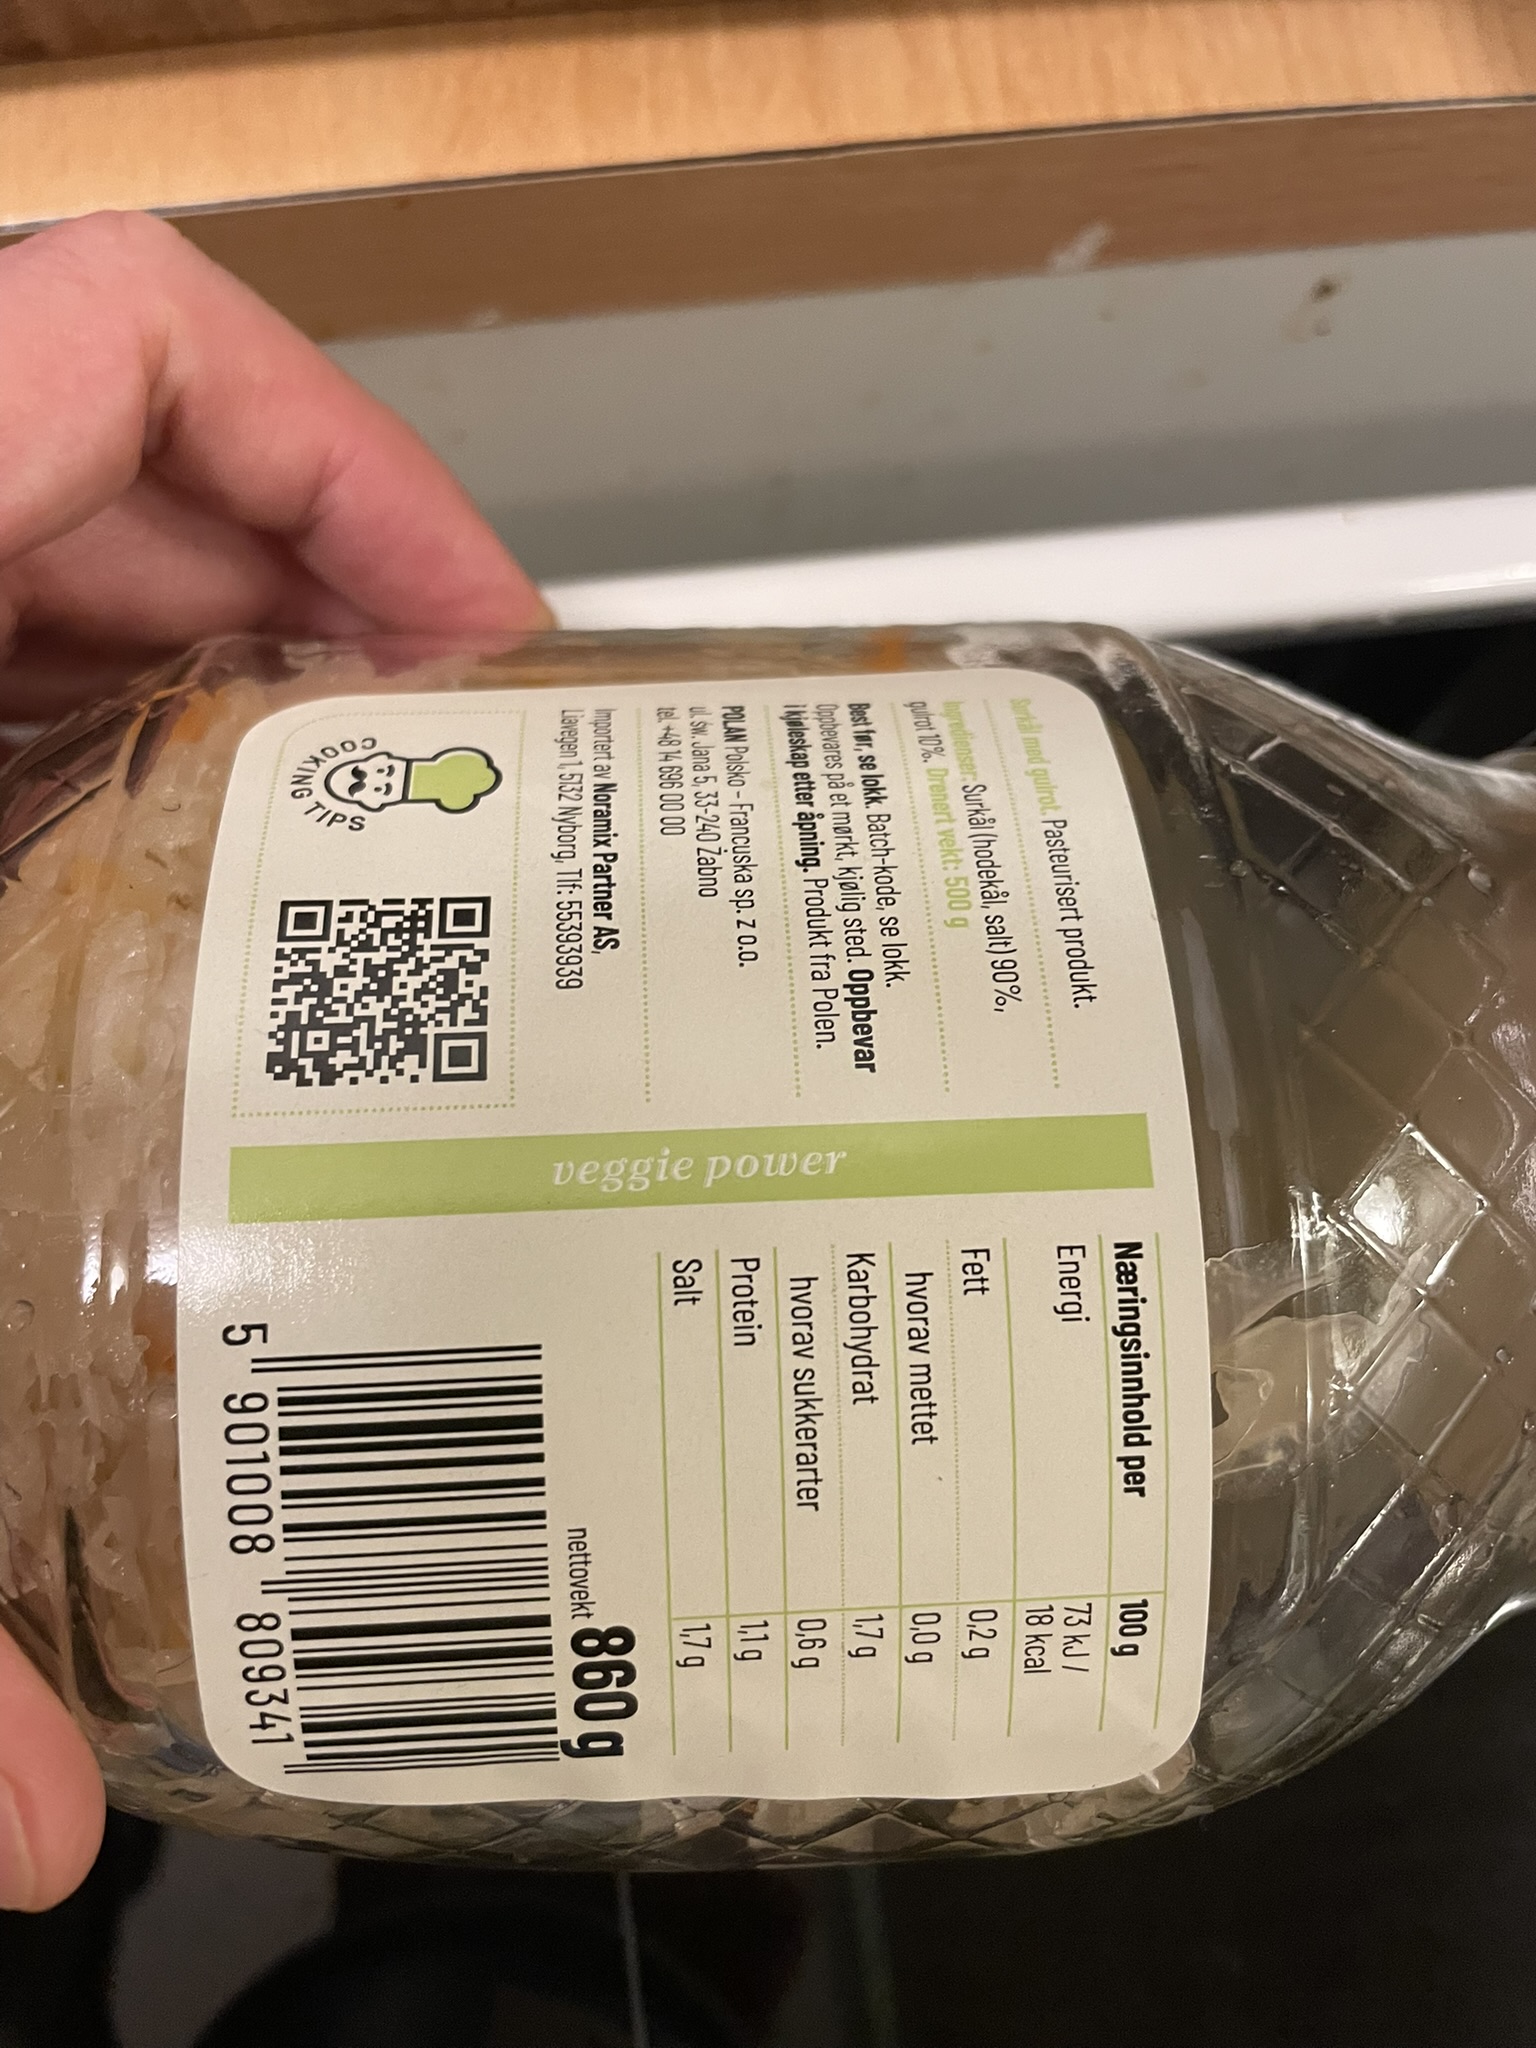 Surkål med gulrot. Pasteurisert produkt.
Ingredienser: Surkål (hodekål, salt) 90%,
gulrot 10%. Drenert vekt: 500 g
Best før, se lokk. Batch-kode, se lokk.
Oppbevares på et mørkt, kjølig sted. Oppbevar
i kjøleskap etter åpning. Produkt fra Polen.
POLAN Polsko - Francuska sp. z o.o.
ul. św. Jana 5, 33-240 Żabno
tel. +48 14 696 00 00
Importert av Noramix Partner AS,
Liavegen 1, 5132 Nyborg, Tlf: 55393939
COOKING TIPS
veggie power
Næringsinnhold per 100 g
Energi 73 kJ /
18 kcal
Fett 0,2 g
hvorav mettet 0,0 g
Karbohydrat 1,7 g
hvorav sukkerarter 0,6 g
Protein 1,1 g
Salt 1,7 g
nettovekt 860 g
5 901008 809341